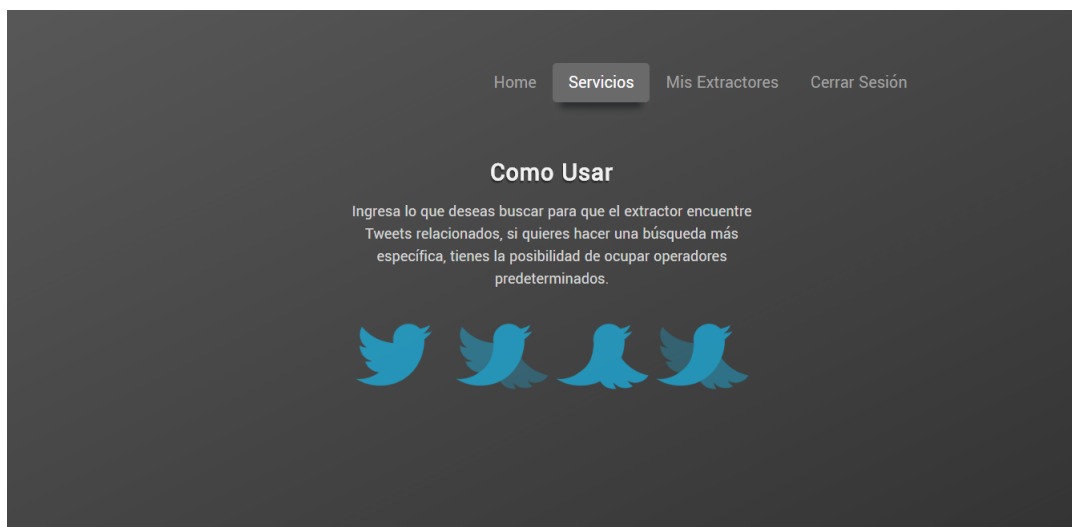 Home Servicios Mis Extractores Cerrar Sesión
Como Usar
Ingresa lo que deseas buscar para que el extractor encuentre
Tweets relacionados, si quieres hacer una búsqueda más
específica, tienes la posibilidad de ocupar operadores
predeterminados.